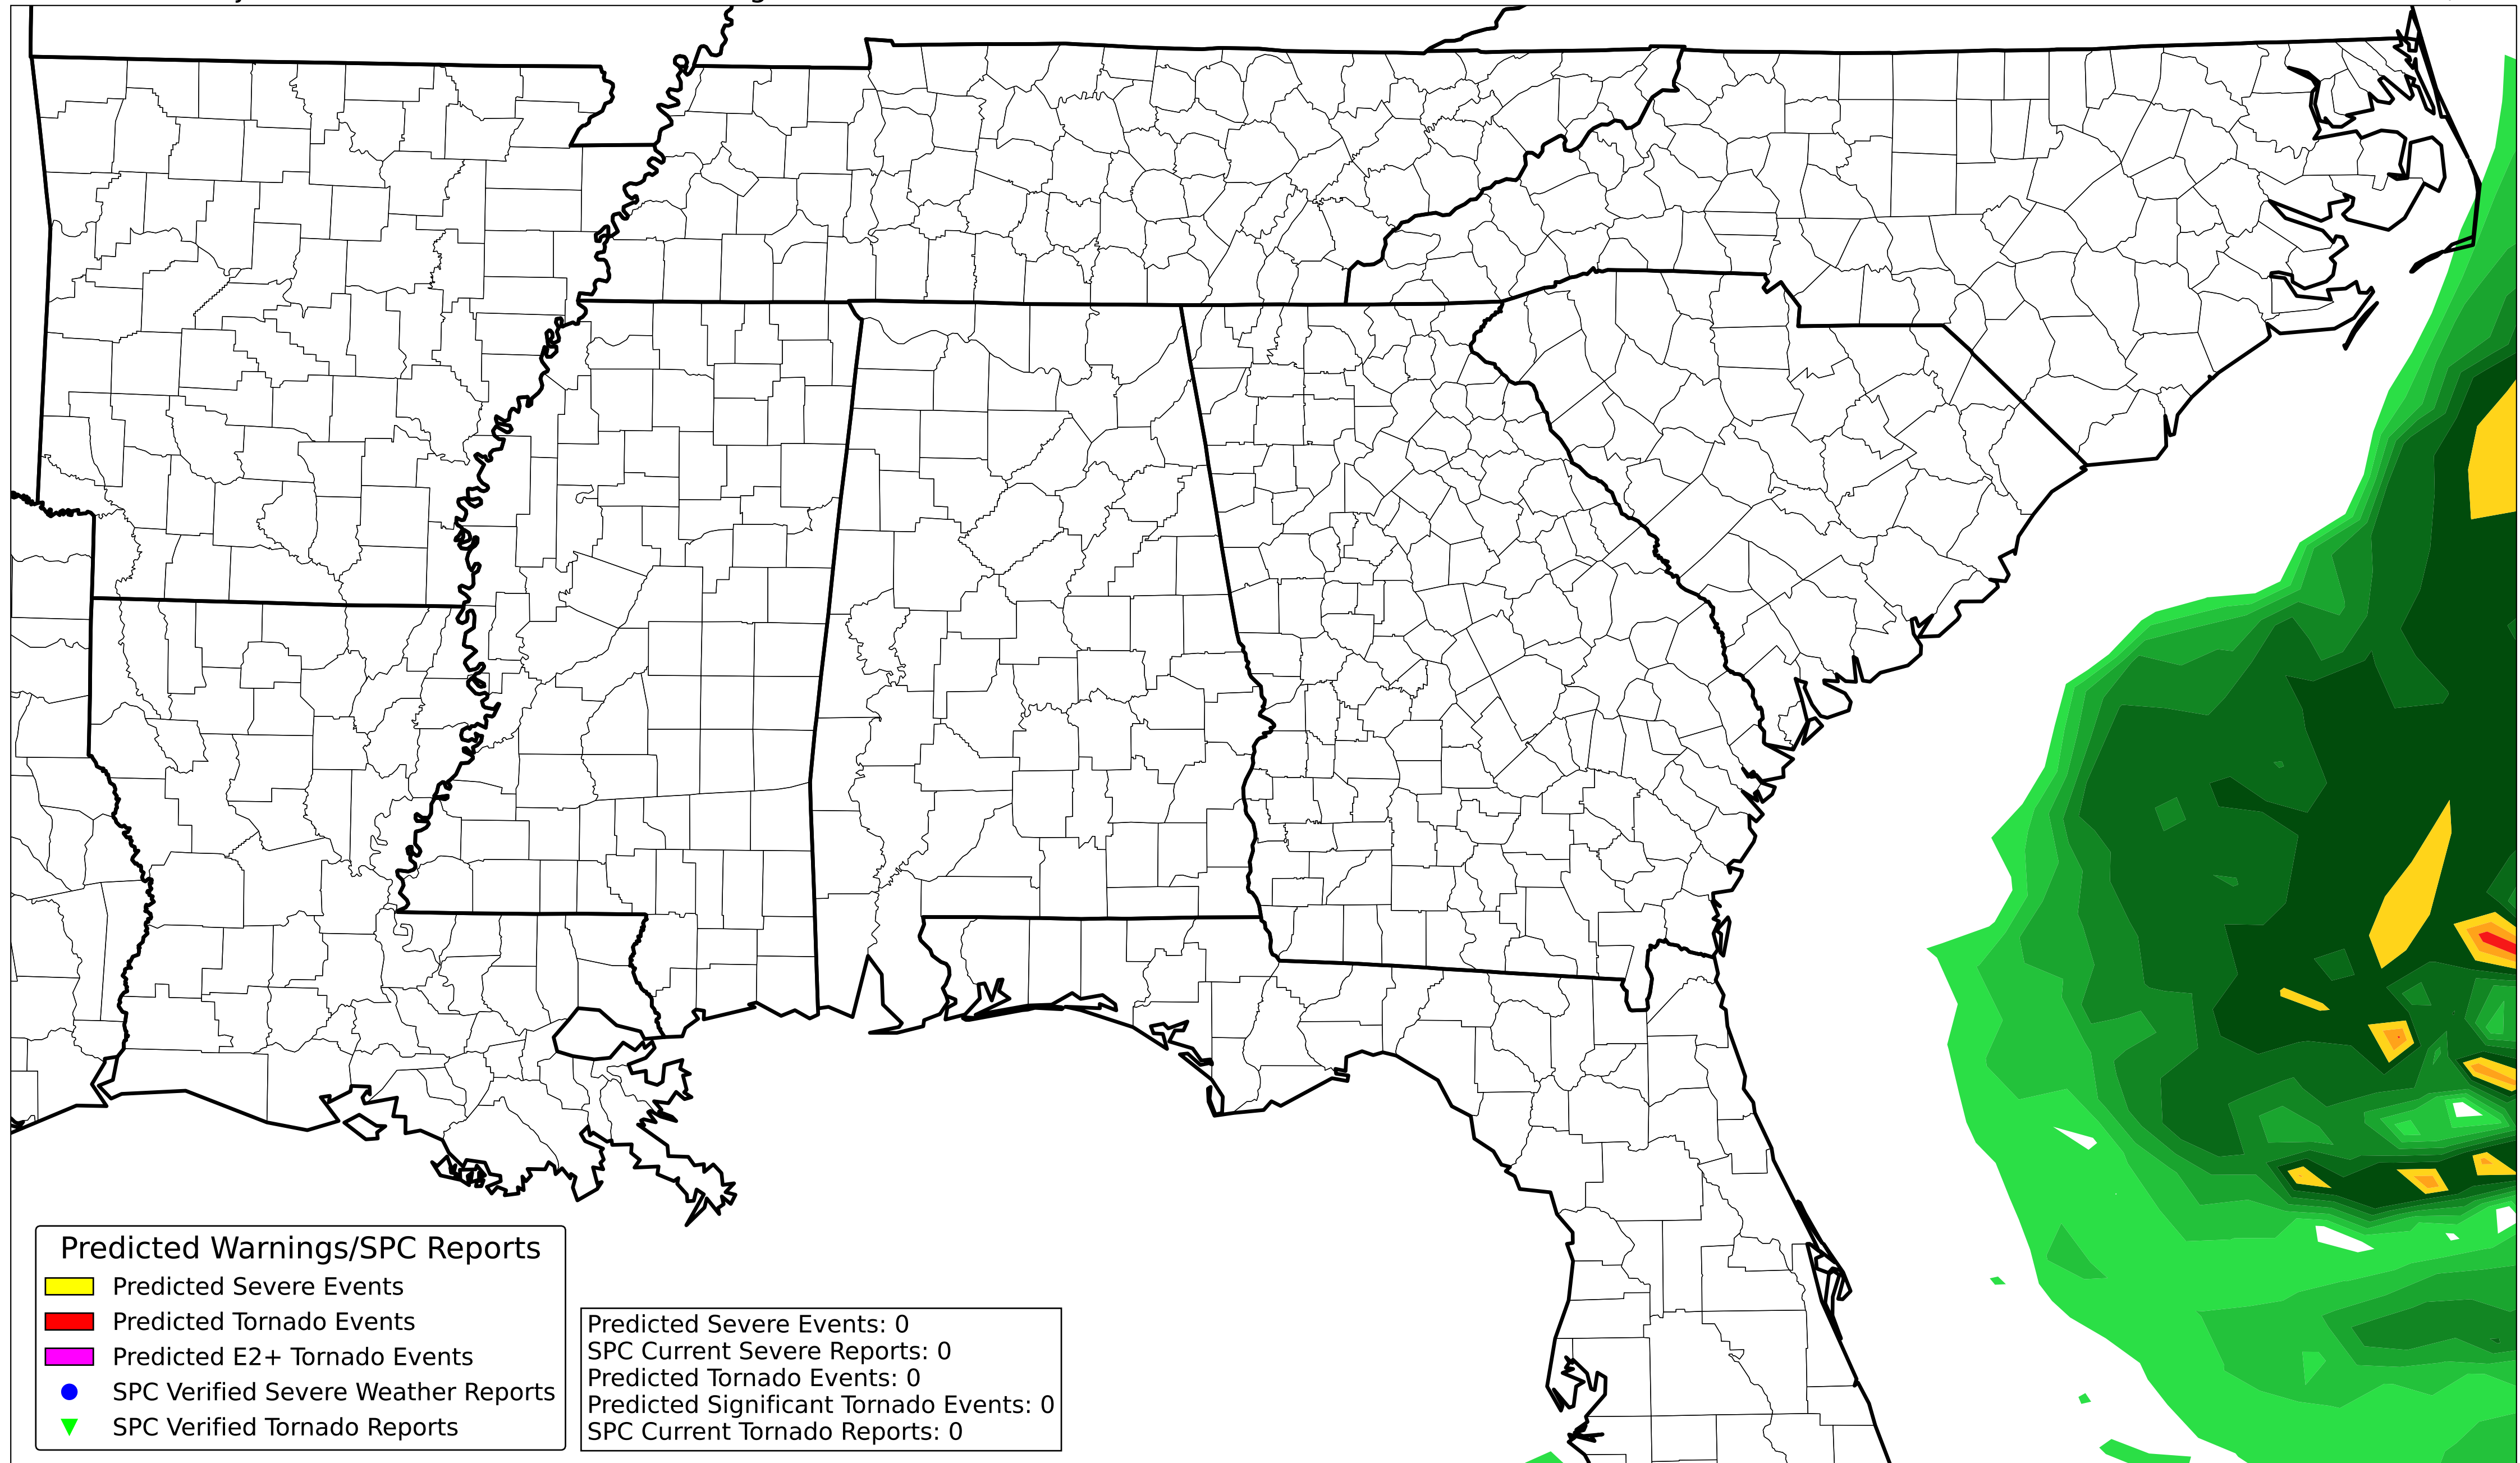 Predicted Warnings/SPC Reports
Predicted Severe Events
Predicted Tornado Events
Predicted E2+ Tornado Events
SPC Verified Severe Weather Reports
SPC Verified Tornado Reports
Predicted Severe Events: 0
SPC Current Severe Reports: 0
Predicted Tornado Events: 0
Predicted Significant Tornado Events: 0
SPC Current Tornado Reports: 0